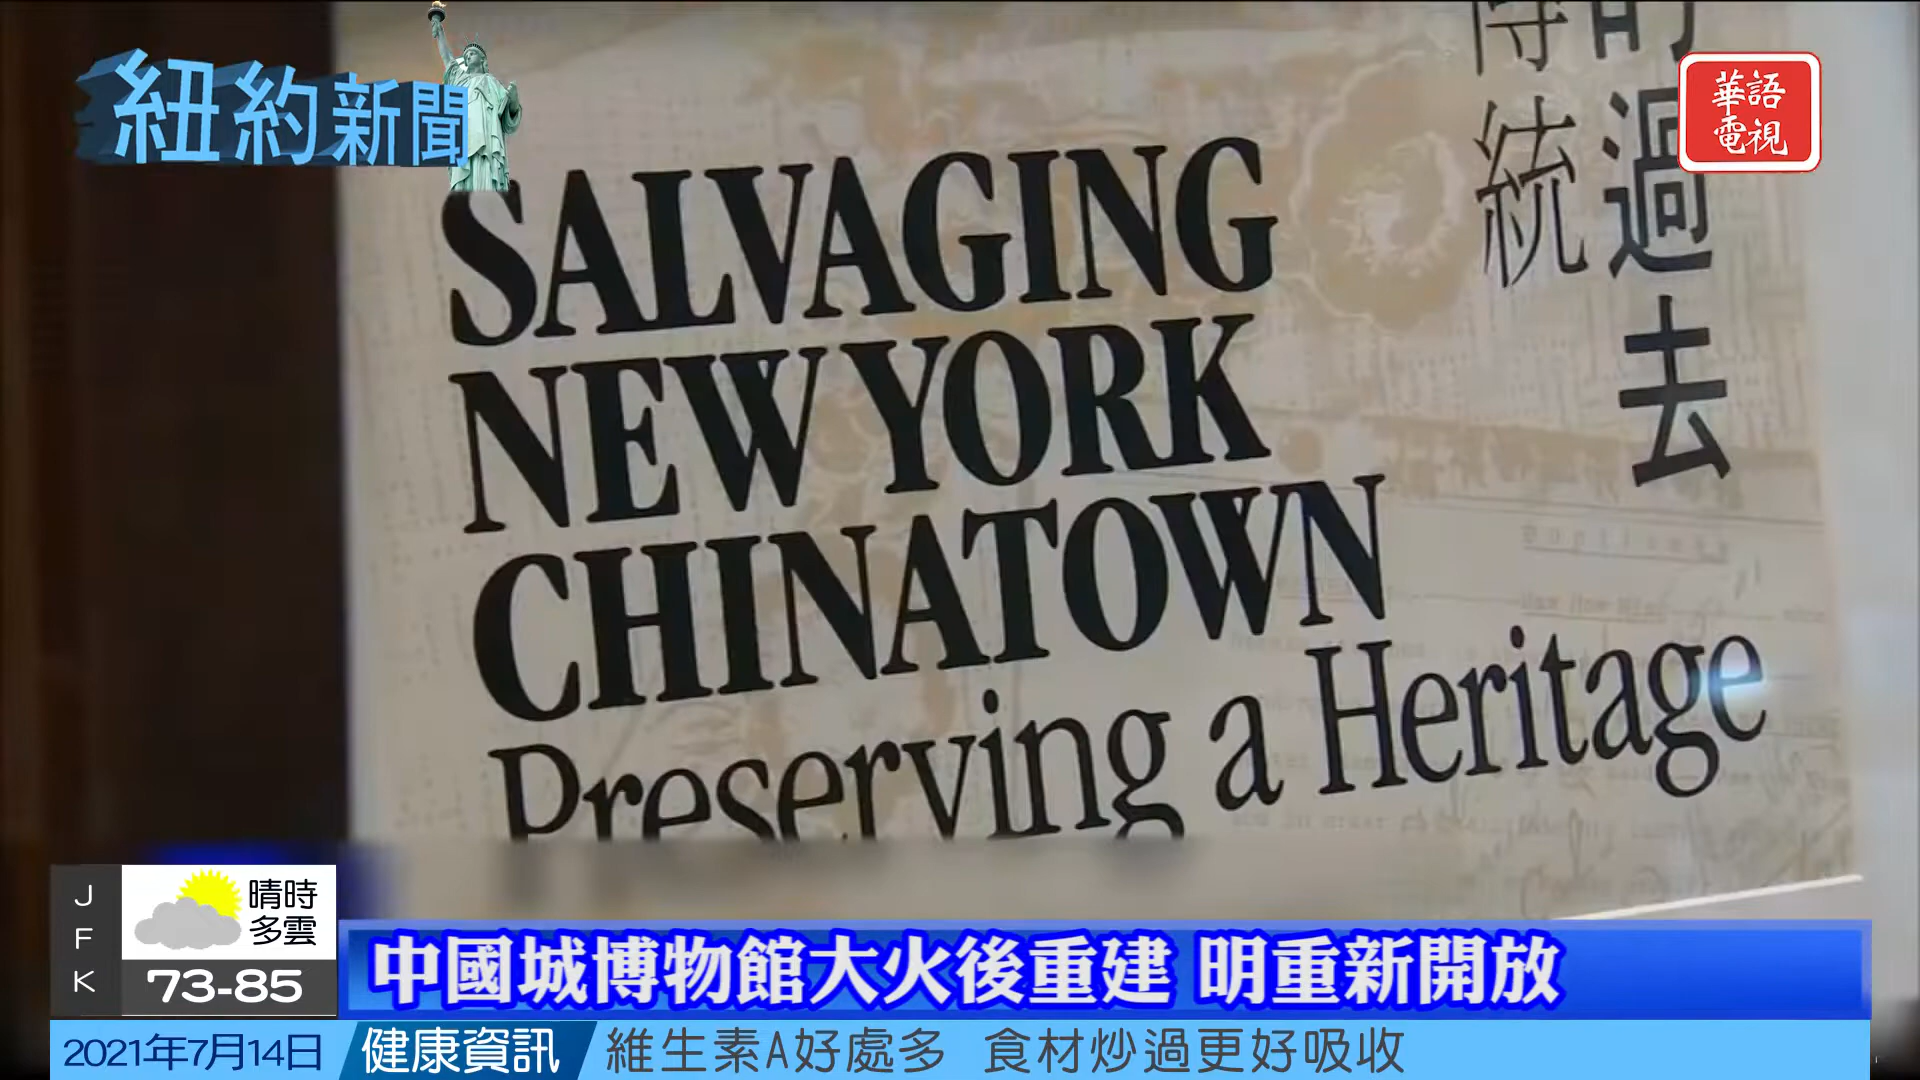 紐約新聞
華語
電視
傳統
的過去
SALVAGING
NEW YORK
CHINATOWN
Preserving a Heritage
JFK
晴時
多雲
73-85
中國城博物館大火後重建 明重新開放
2021年7月14日
健康資訊
維生素A好處多 食材炒過更好吸收